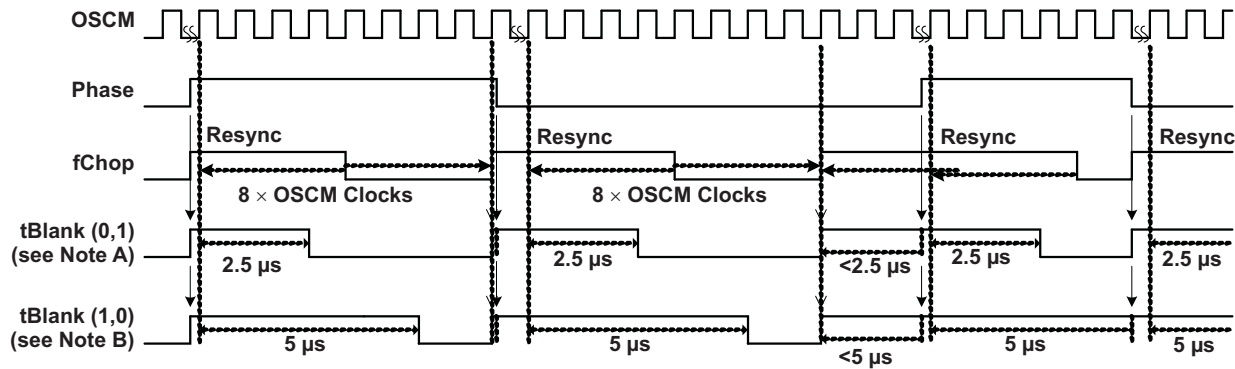 OSCM
Phase
Resync
Resync
Resync
Resync
fChop
8 × OSCM Clocks
8 × OSCM Clocks
tBlank (0,1)
(see Note A)
2.5 µs
2.5 µs
<2.5 µs
2.5 µs
2.5 µs
tBlank (1,0)
(see Note B)
5 µs
5 µs
<5 µs
5 µs
5 µs